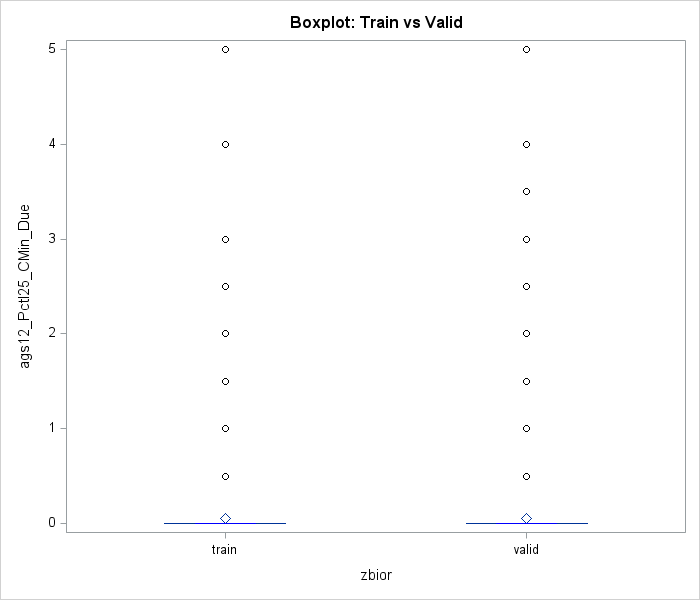 Boxplot: Train vs Valid
ags12_Pctl25_CMin_Due
5
4
3
2
1
0
train
valid
zbior